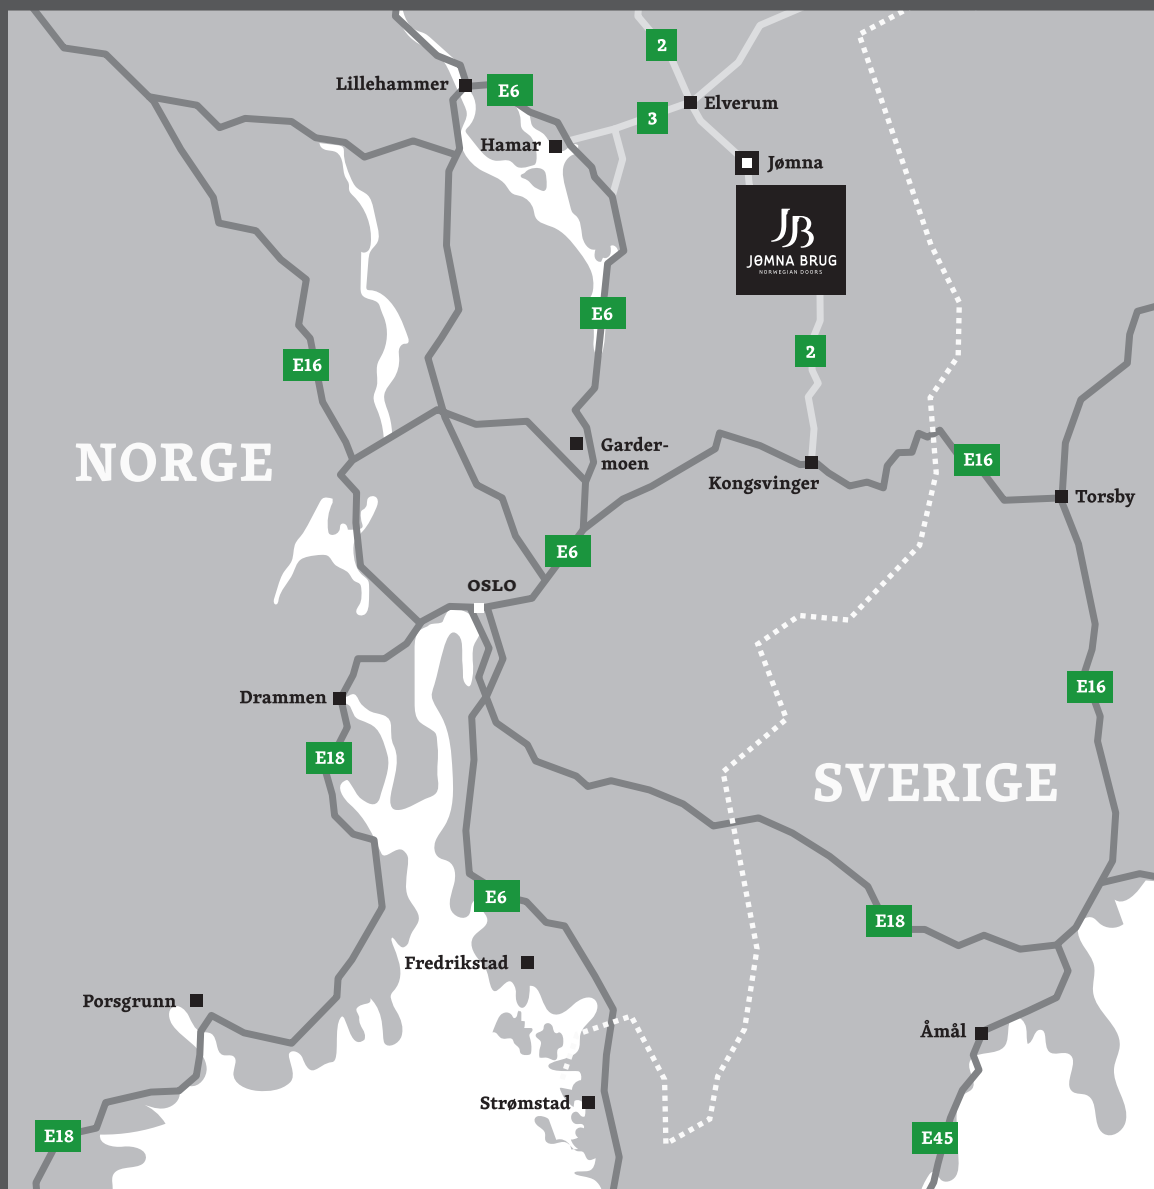 2
Lillehammer
E6
Elverum
3
Hamar
Jømna
JB
JØMNA BRUG
NORWEGIAN DOORS
E6
2
E16
NORGE
Garder-
moen
E16
Kongsvinger
Torsby
E6
OSLO
E16
Drammen
E18
SVERIGE
E6
E18
Fredrikstad
Porsgrunn
Åmål
Strømstad
E18
E45